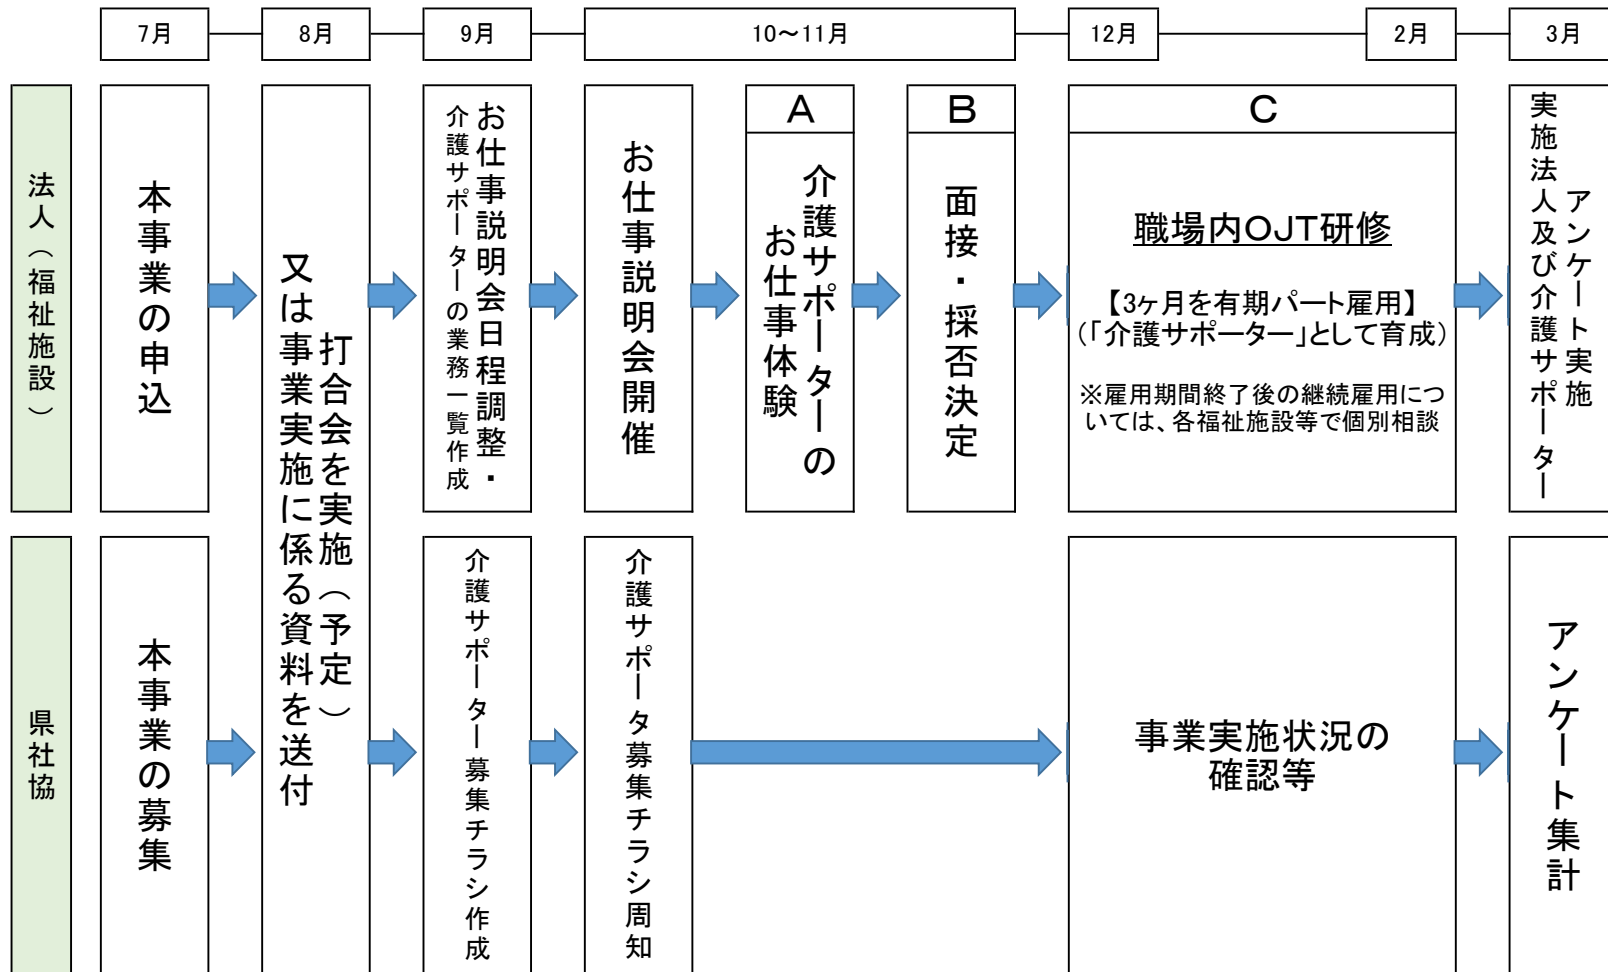 7月
8月
9月
10～11月
12月
2月
3月
法人（福祉施設）
本事業の申込
打合会を実施（予定）
又は事業実施に係る資料を送付
お仕事説明会日程調整・
介護サポーターの業務一覧作成
お仕事説明会開催
A
介護サポーターの
お仕事体験
B
面接・採否決定
C
職場内OJT研修
【3ヶ月を有期パート雇用】
（「介護サポーター」として育成）
※雇用期間終了後の継続雇用につ
いては、各福祉施設等で個別相談
アンケート実施
実施法人及び介護サポーター
県社協
本事業の募集
介護サポーター募集チラシ作成
介護サポータ募集チラシ周知
事業実施状況の
確認等
アンケート集計